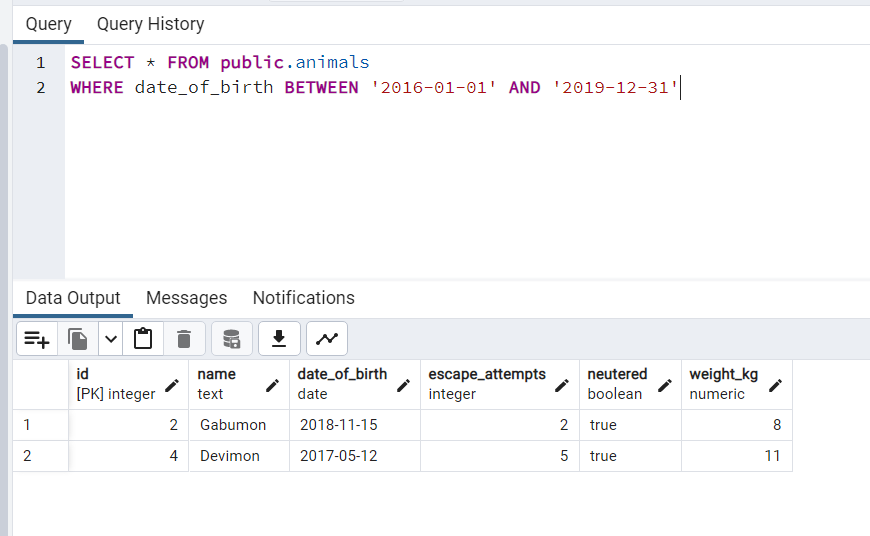 Query Query History
1 SELECT * FROM public.animals
2 WHERE date_of_birth BETWEEN '2016-01-01' AND '2019-12-31'
Data Output Messages Notifications
id name date_of_birth escape_attempts neutered weight_kg
[PK] integer text date integer boolean numeric
1 2 Gabumon 2018-11-15 2 true 8
2 4 Devimon 2017-05-12 5 true 11